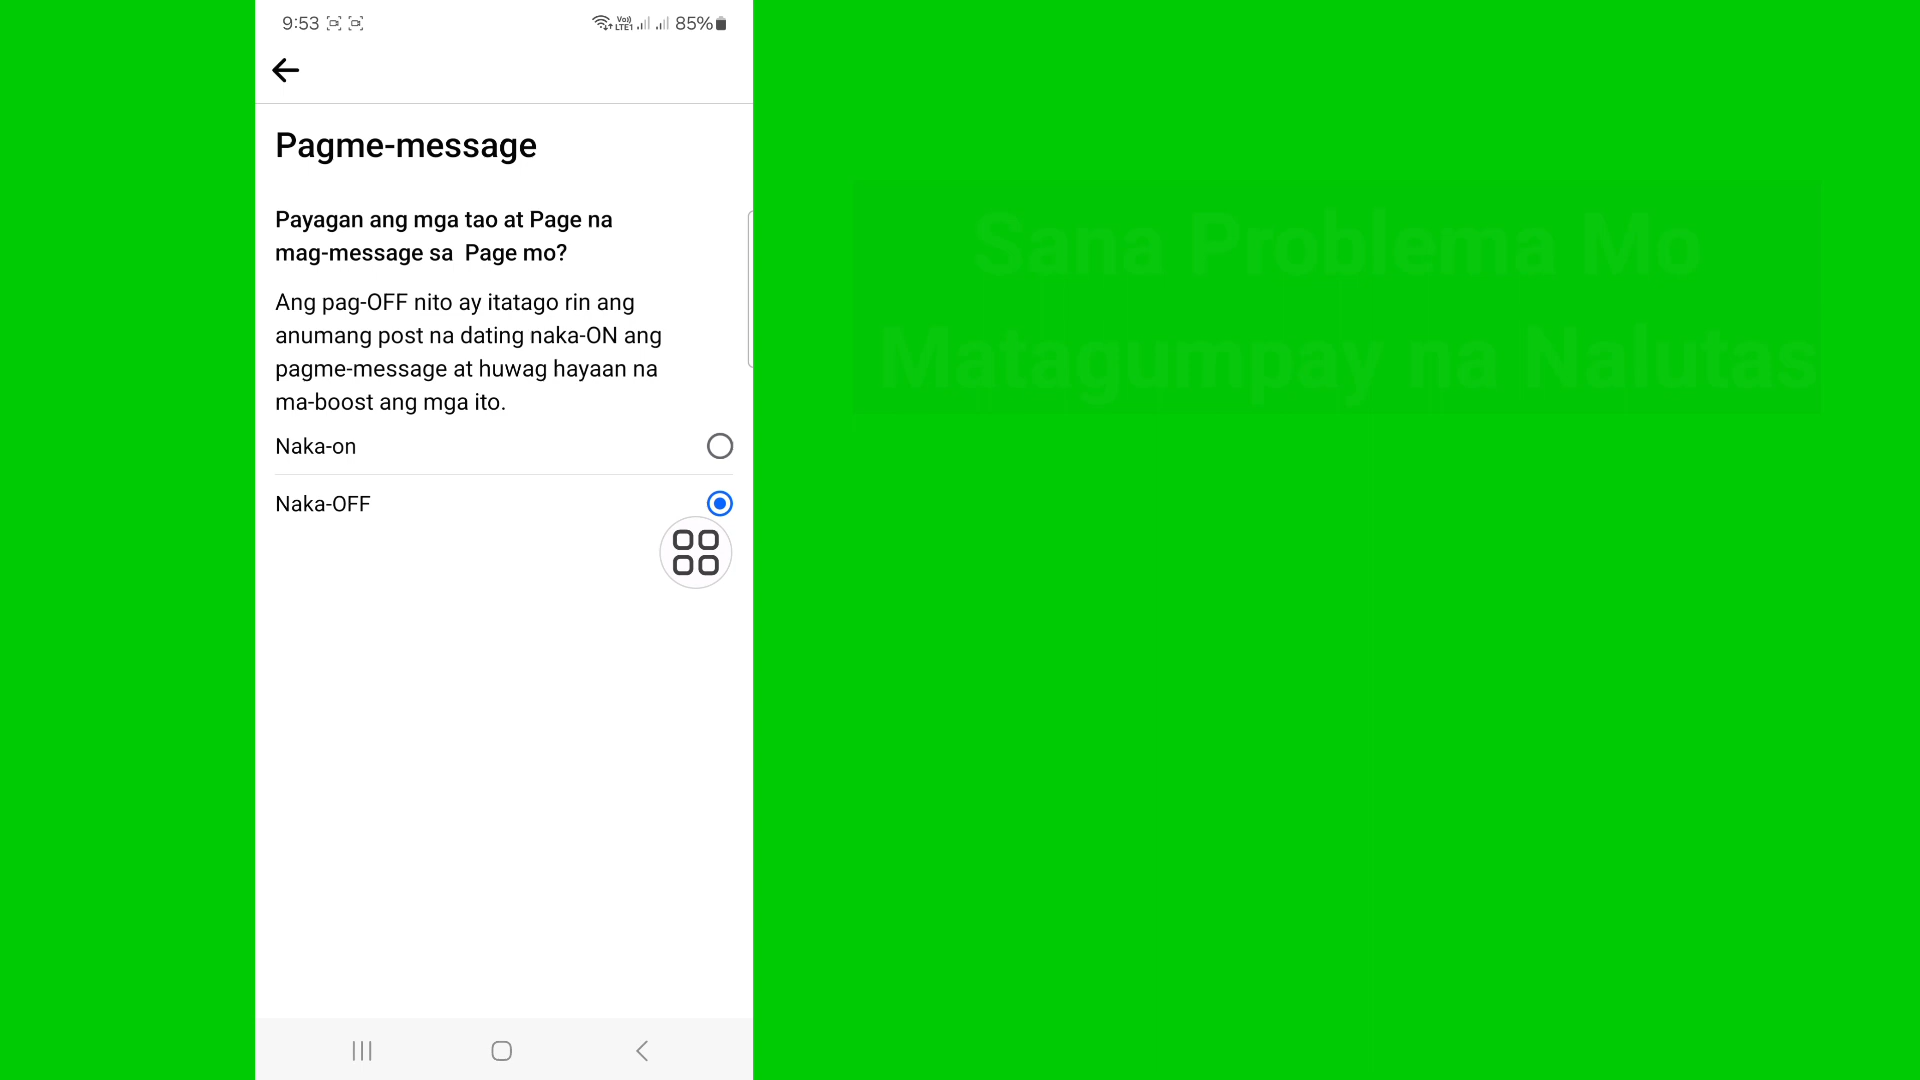 9:53
Vo) LTE1 85%
Pagme-message
Payagan ang mga tao at Page na
mag-message sa Page mo?
Ang pag-OFF nito ay itatago rin ang
anumang post na dating naka-ON ang
pagme-message at huwag hayaan na
ma-boost ang mga ito.
Naka-on
Naka-OFF
Sana Problema Mo
Matagumpay na Nalutas